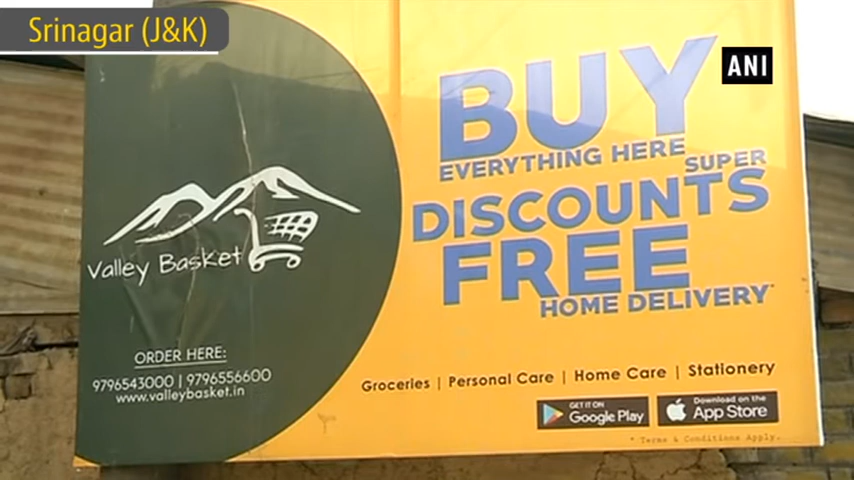 Srinagar (J&K)
ANI
BUY
EVERYTHING HERE
SUPER
DISCOUNTS
FREE
HOME DELIVERY*
Valley Basket
ORDER HERE:
9796543000 | 9796556600
www.valleybasket.in
Groceries | Personal Care | Home Care | Stationery
GET IT ON
Google Play
Download on the
App Store
* Terms & Conditions Apply.